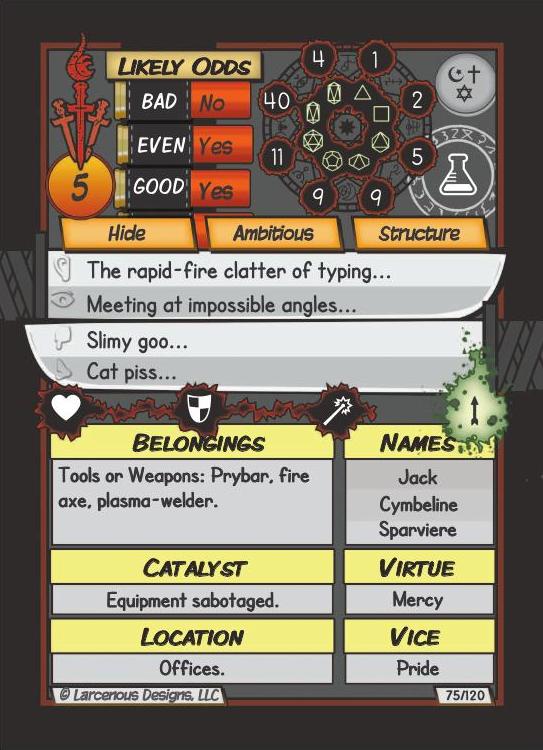 LIKELY ODDS
BAD No
EVEN Yes
GOOD Yes
5
4
1
40
2
11
5
9
9
Hide Ambitious Structure
The rapid-fire clatter of typing...
Meeting at impossible angles...
Slimy goo...
Cat piss...
BELONGINGS
Tools or Weapons: Prybar, fire
axe, plasma-welder.
NAMES
Jack
Cymbeline
Sparviere
CATALYST
Equipment sabotaged.
VIRTUE
Mercy
LOCATION
Offices.
VICE
Pride
© Larcenous Designs, LLC
75/120